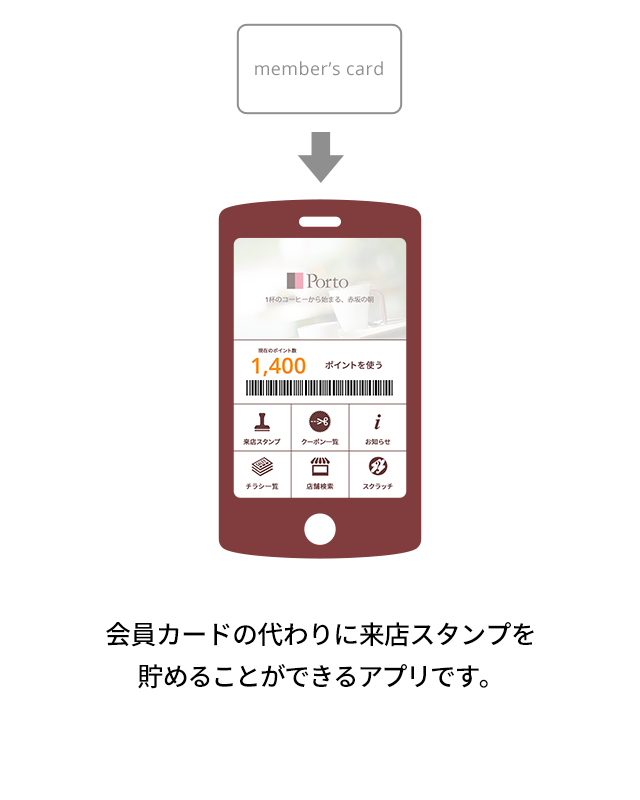 member's card
Porto
1杯のコーヒーから始まる、赤坂の朝
現在のポイント数
1,400 ポイントを使う
来店スタンプ クーポン一覧 お知らせ
チラシ一覧 店舗検索 スクラッチ
会員カードの代わりに来店スタンプを
貯めることができるアプリです。